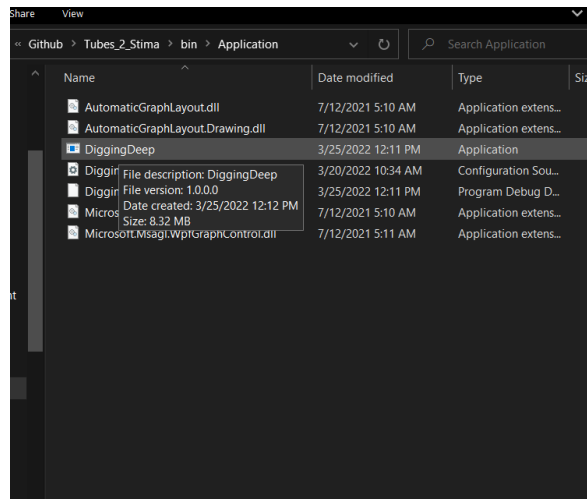 Share View
« Github > Tubes_2_Stima > bin > Application Search Application
Name Date modified Type Siz
AutomaticGraphLayout.dll 7/12/2021 5:10 AM Application extens...
AutomaticGraphLayout.Drawing.dll 7/12/2021 5:10 AM Application extens...
DiggingDeep 3/25/2022 12:11 PM Application
Diggin 3/20/2022 10:34 AM Configuration Sou...
Diggin 3/25/2022 12:11 PM Program Debug D...
Micros 7/12/2021 5:10 AM Application extens...
Microsoft.Msagl.WpfGraphControl.dll 7/12/2021 5:11 AM Application extens...
File description: DiggingDeep
File version: 1.0.0.0
Date created: 3/25/2022 12:12 PM
Size: 8.32 MB
nt